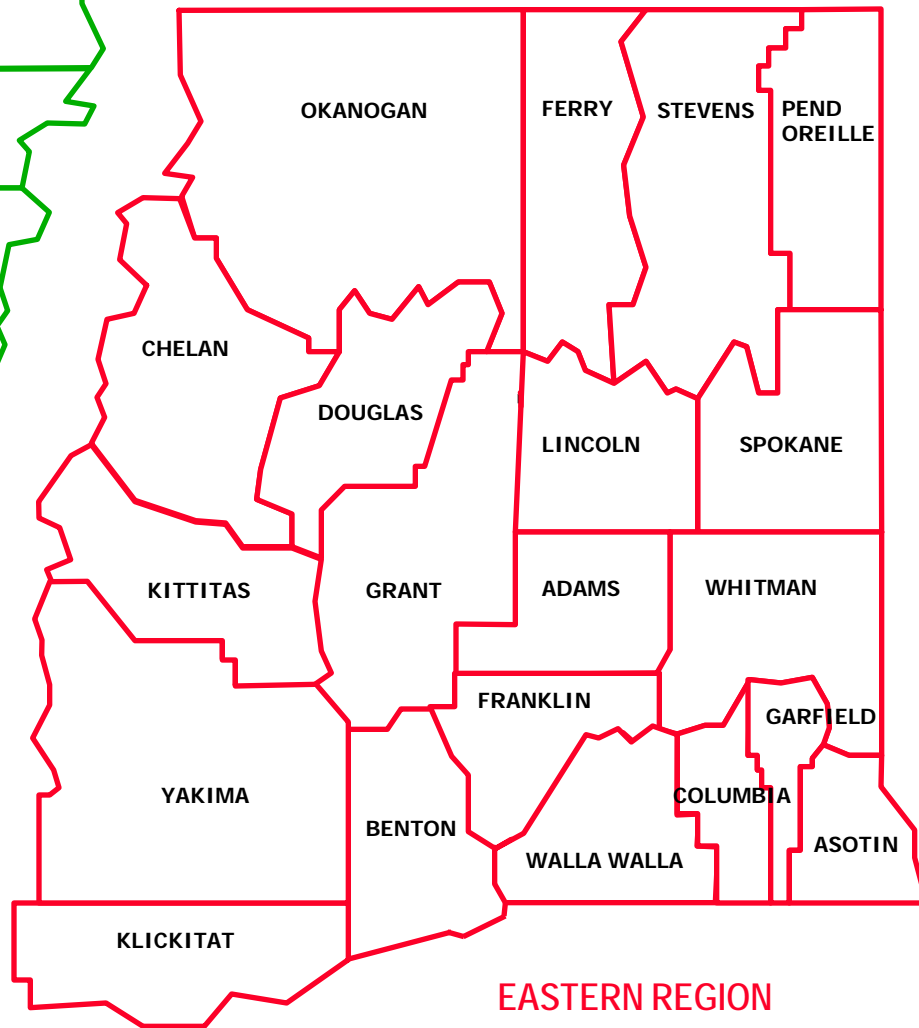 OKANOGAN
FERRY
STEVENS
PEND
OREILLE
CHELAN
DOUGLAS
LINCOLN
SPOKANE
KITTITAS
GRANT
ADAMS
WHITMAN
FRANKLIN
GARFIELD
YAKIMA
COLUMBIA
BENTON
WALLA WALLA
ASOTIN
KLICKITAT
EASTERN REGION